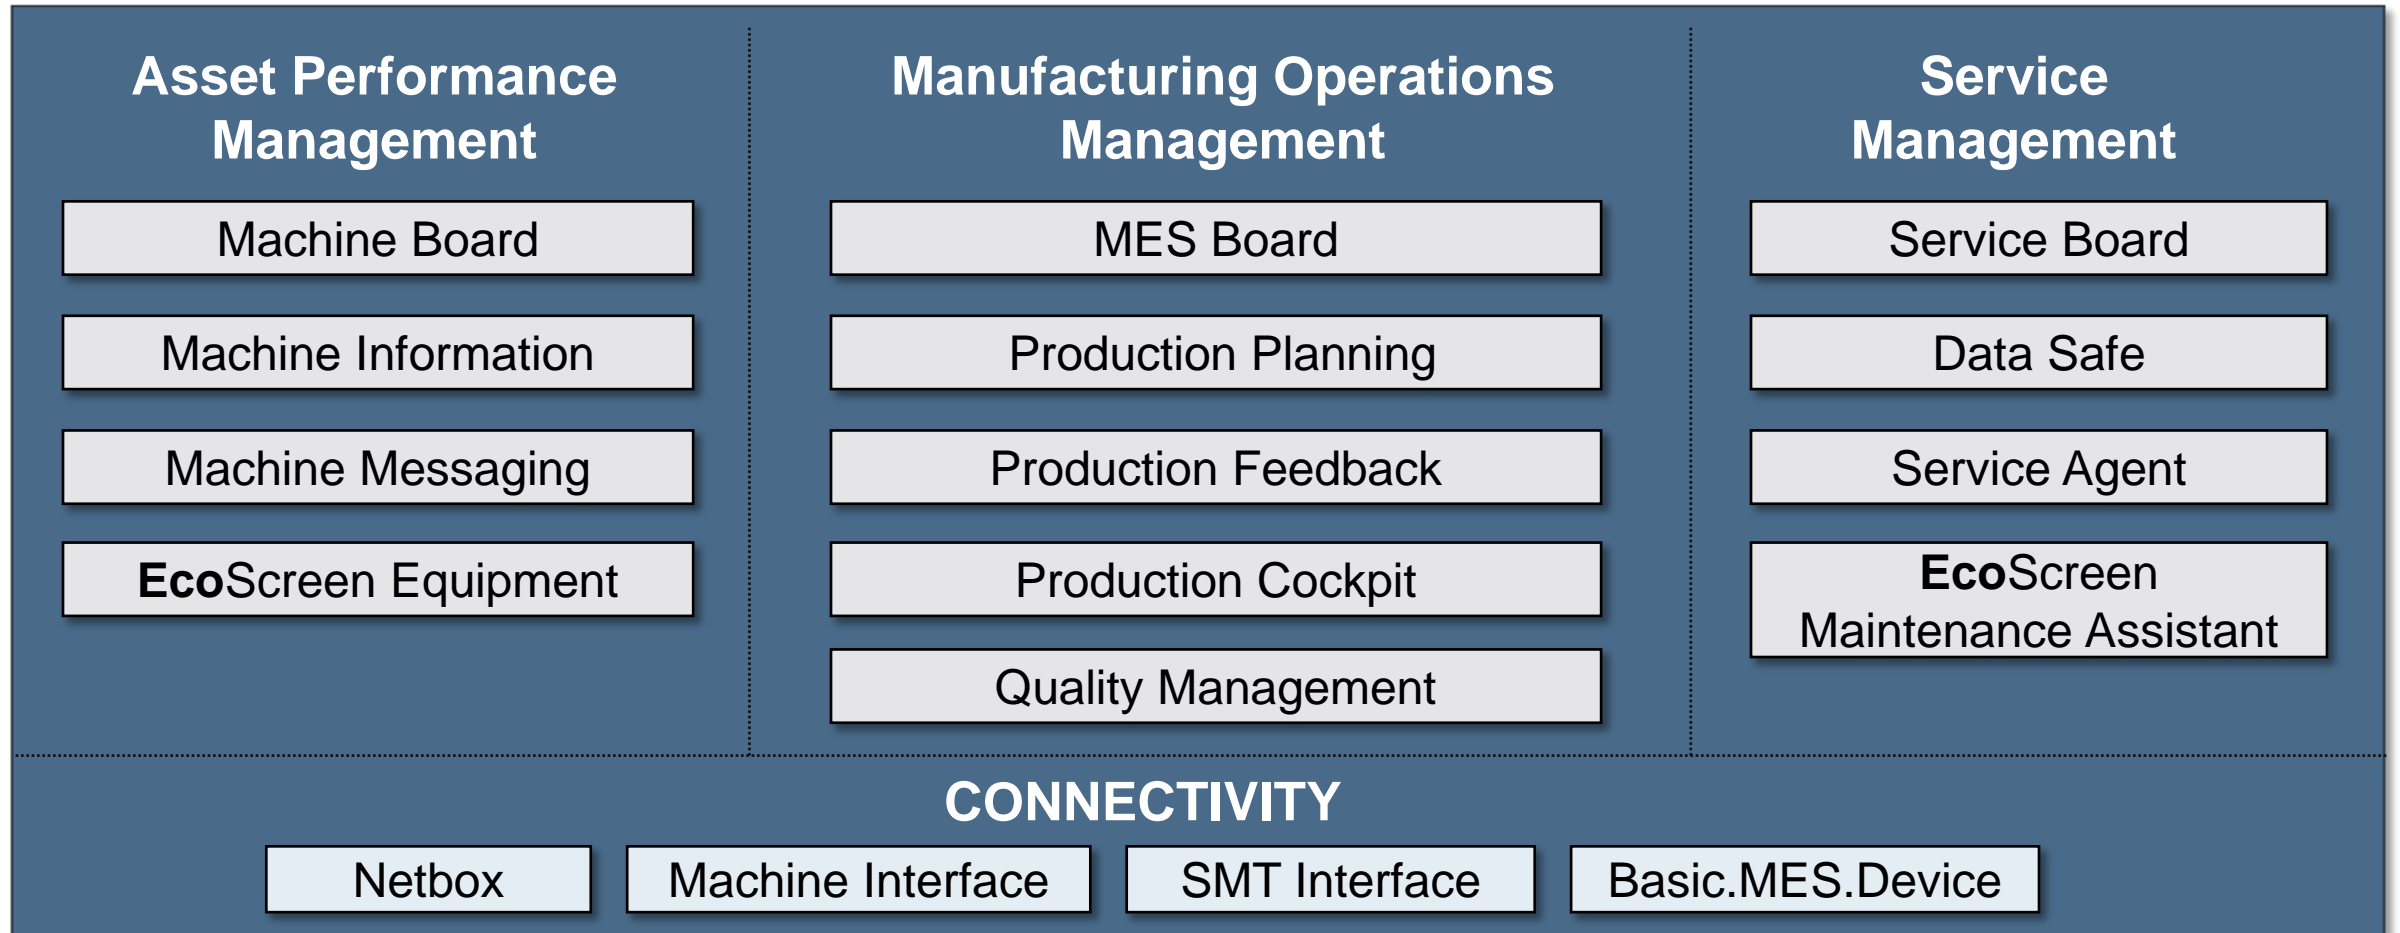 Asset Performance
Management
Machine Board
Machine Information
Machine Messaging
EcoScreen Equipment
Manufacturing Operations
Management
MES Board
Production Planning
Production Feedback
Production Cockpit
Quality Management
Service
Management
Service Board
Data Safe
Service Agent
EcoScreen
Maintenance Assistant
CONNECTIVITY
Netbox
Machine Interface
SMT Interface
Basic.MES.Device